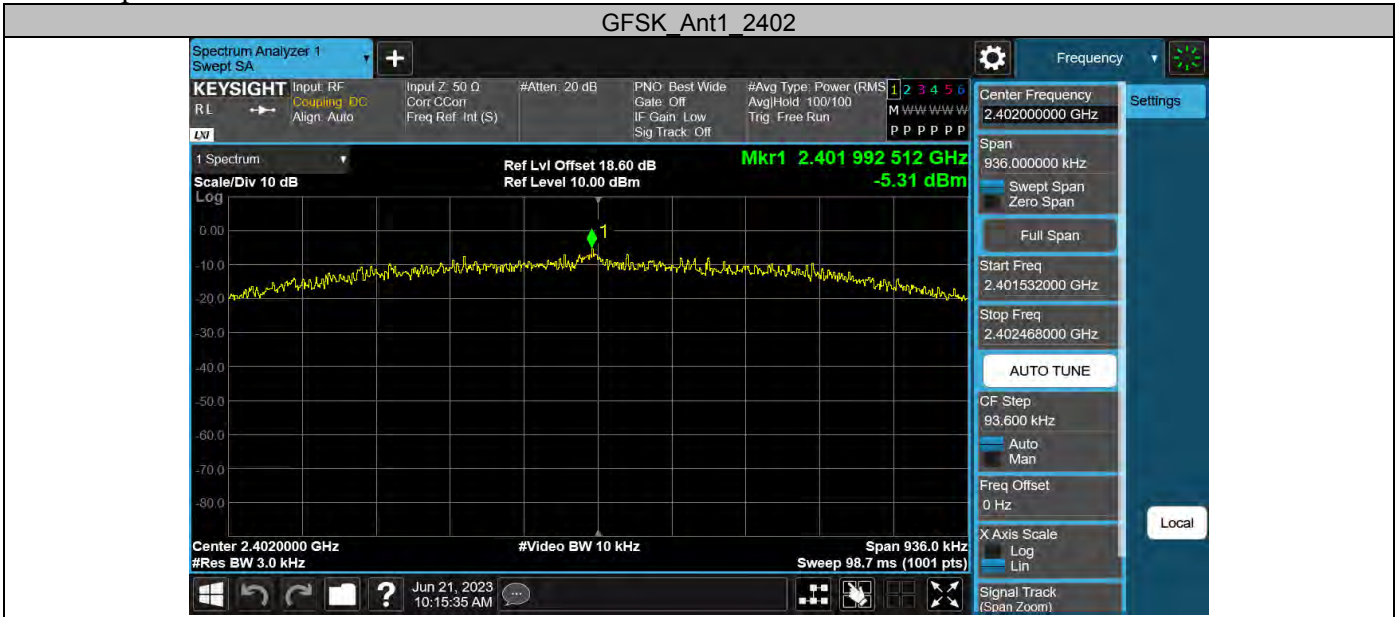 GFSK_Ant1_2402
Spectrum Analyzer 1
Swept SA
Frequency
KEYSIGHT
RL
LXI
Input: RF
Coupling: DC
Align: Auto
Input Z: 50 Ω
Corr CCorr
Freq Ref: Int (S)
#Atten: 20 dB
PNO: Best Wide
Gate: Off
IF Gain: Low
Sig Track: Off
#Avg Type: Power (RMS
Avg|Hold: 100/100
Trig: Free Run
1 2 3 4 5 6
M W W W W W
P P P P P P
1 Spectrum
Scale/Div 10 dB
Ref Lvl Offset 18.60 dB
Ref Level 10.00 dBm
Mkr1 2.401 992 512 GHz
-5.31 dBm
Log
0.00
-10.0
-20.0
-30.0
-40.0
-50.0
-60.0
-70.0
-80.0
1
Center 2.4020000 GHz
#Res BW 3.0 kHz
#Video BW 10 kHz
Span 936.0 kHz
Sweep 98.7 ms (1001 pts)
Center Frequency
2.402000000 GHz
Span
936.000000 kHz
Swept Span
Zero Span
Full Span
Start Freq
2.401532000 GHz
Stop Freq
2.402468000 GHz
AUTO TUNE
CF Step
93.600 kHz
Auto
Man
Freq Offset
0 Hz
X Axis Scale
Log
Lin
Signal Track
(Span Zoom)
Settings
Local
?
Jun 21, 2023
10:15:35 AM